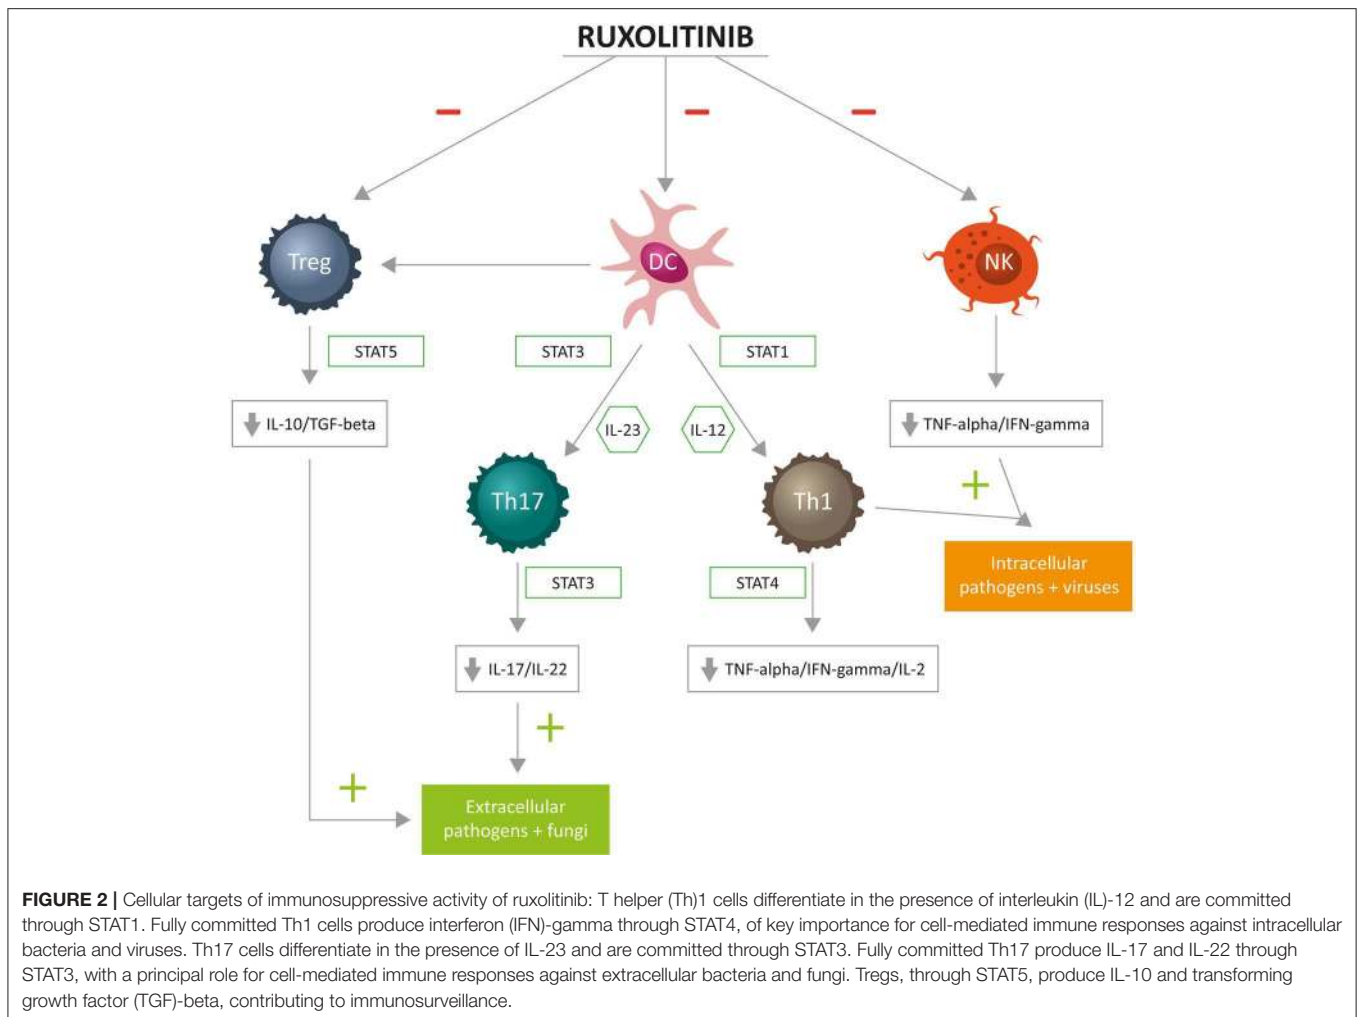 RUXOLITINIB
Treg
DC
NK
STAT5
STAT3
STAT1
IL-10/TGF-beta
IL-23
IL-12
TNF-alpha/IFN-gamma
+
Th17
Th1
STAT3
STAT4
Intracellular
pathogens + viruses
IL-17/IL-22
TNF-alpha/IFN-gamma/IL-2
+
+
Extracellular
pathogens + fungi
FIGURE 2 | Cellular targets of immunosuppressive activity of ruxolitinib: T helper (Th)1 cells differentiate in the presence of interleukin (IL)-12 and are committed
through STAT1. Fully committed Th1 cells produce interferon (IFN)-gamma through STAT4, of key importance for cell-mediated immune responses against intracellular
bacteria and viruses. Th17 cells differentiate in the presence of IL-23 and are committed through STAT3. Fully committed Th17 produce IL-17 and IL-22 through
STAT3, with a principal role for cell-mediated immune responses against extracellular bacteria and fungi. Tregs, through STAT5, produce IL-10 and transforming
growth factor (TGF)-beta, contributing to immunosurveillance.